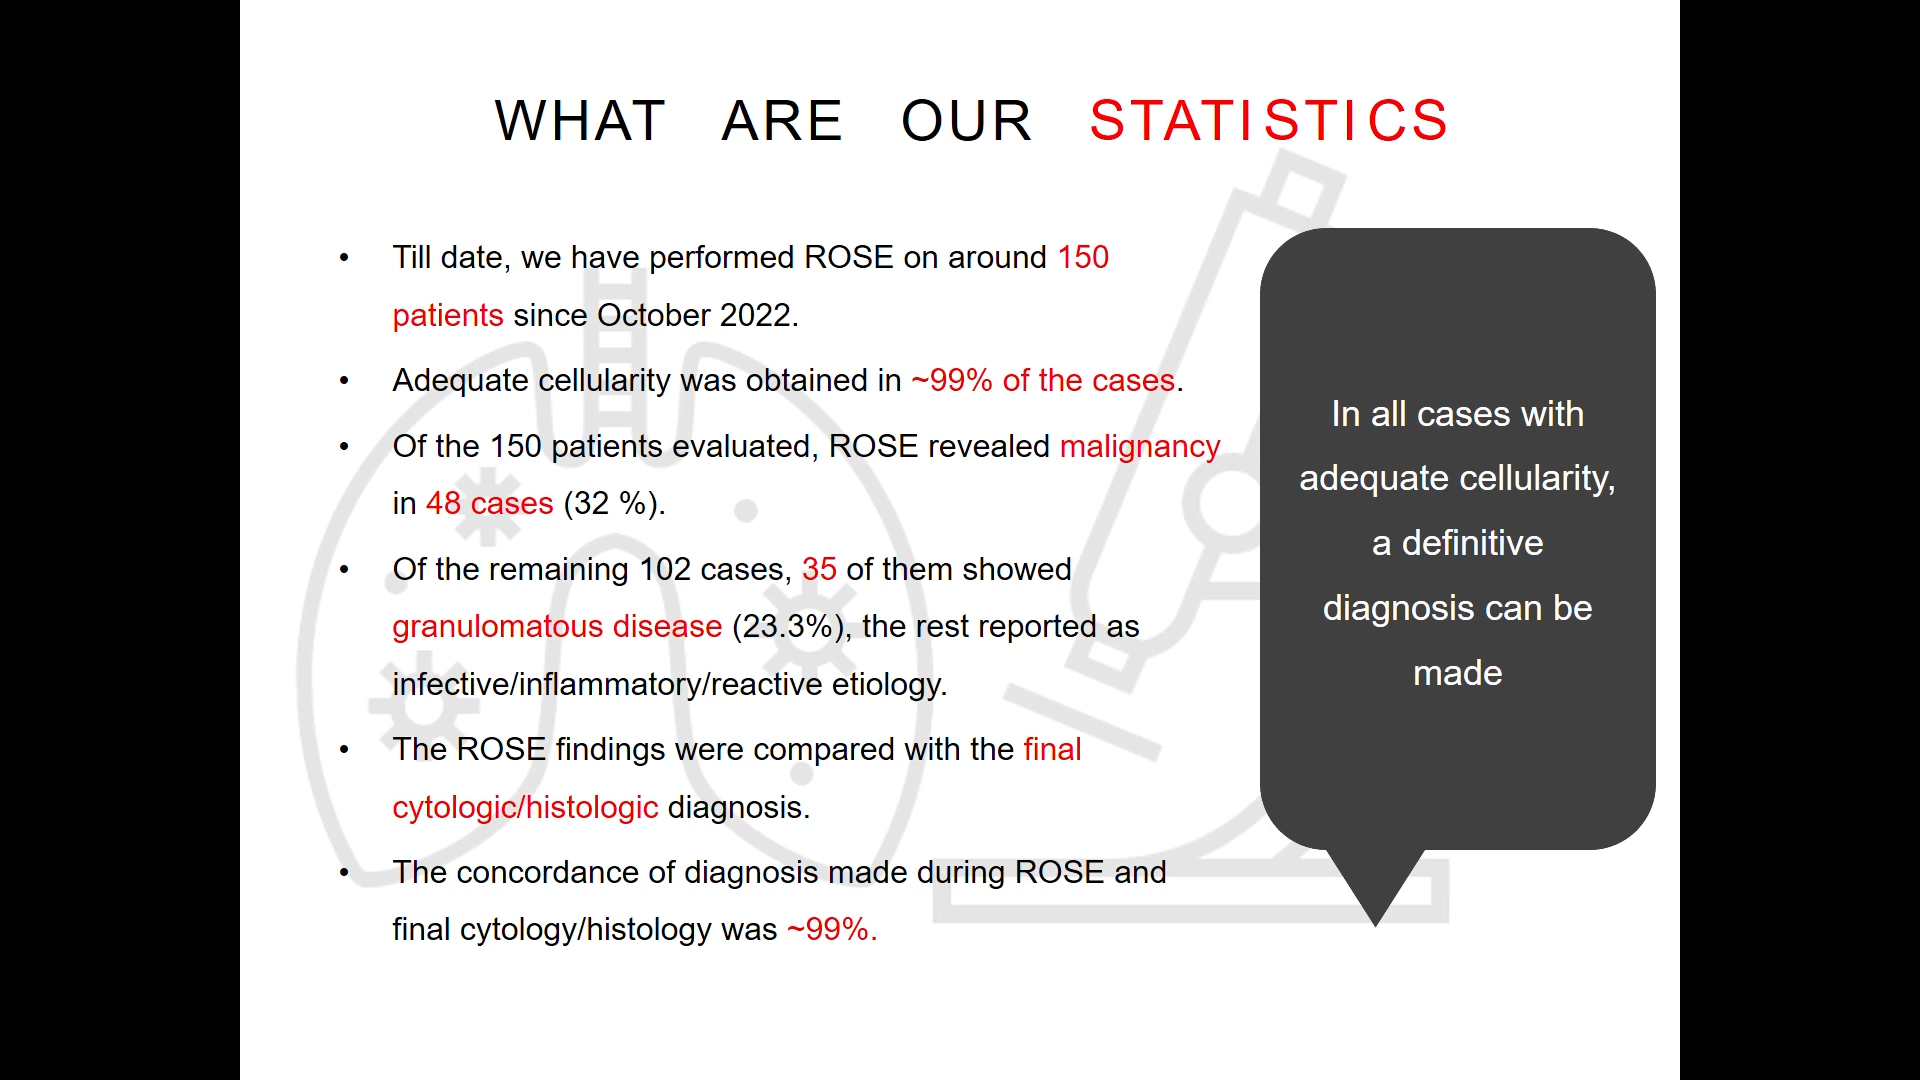 WHAT ARE OUR STATISTICS
• Till date, we have performed ROSE on around 150
patients since October 2022.
• Adequate cellularity was obtained in ~99% of the cases.
• Of the 150 patients evaluated, ROSE revealed malignancy
in 48 cases (32 %).
• Of the remaining 102 cases, 35 of them showed
granulomatous disease (23.3%), the rest reported as
infective/inflammatory/reactive etiology.
• The ROSE findings were compared with the final
cytologic/histologic diagnosis.
• The concordance of diagnosis made during ROSE and
final cytology/histology was ~99%.
In all cases with
adequate cellularity,
a definitive
diagnosis can be
made